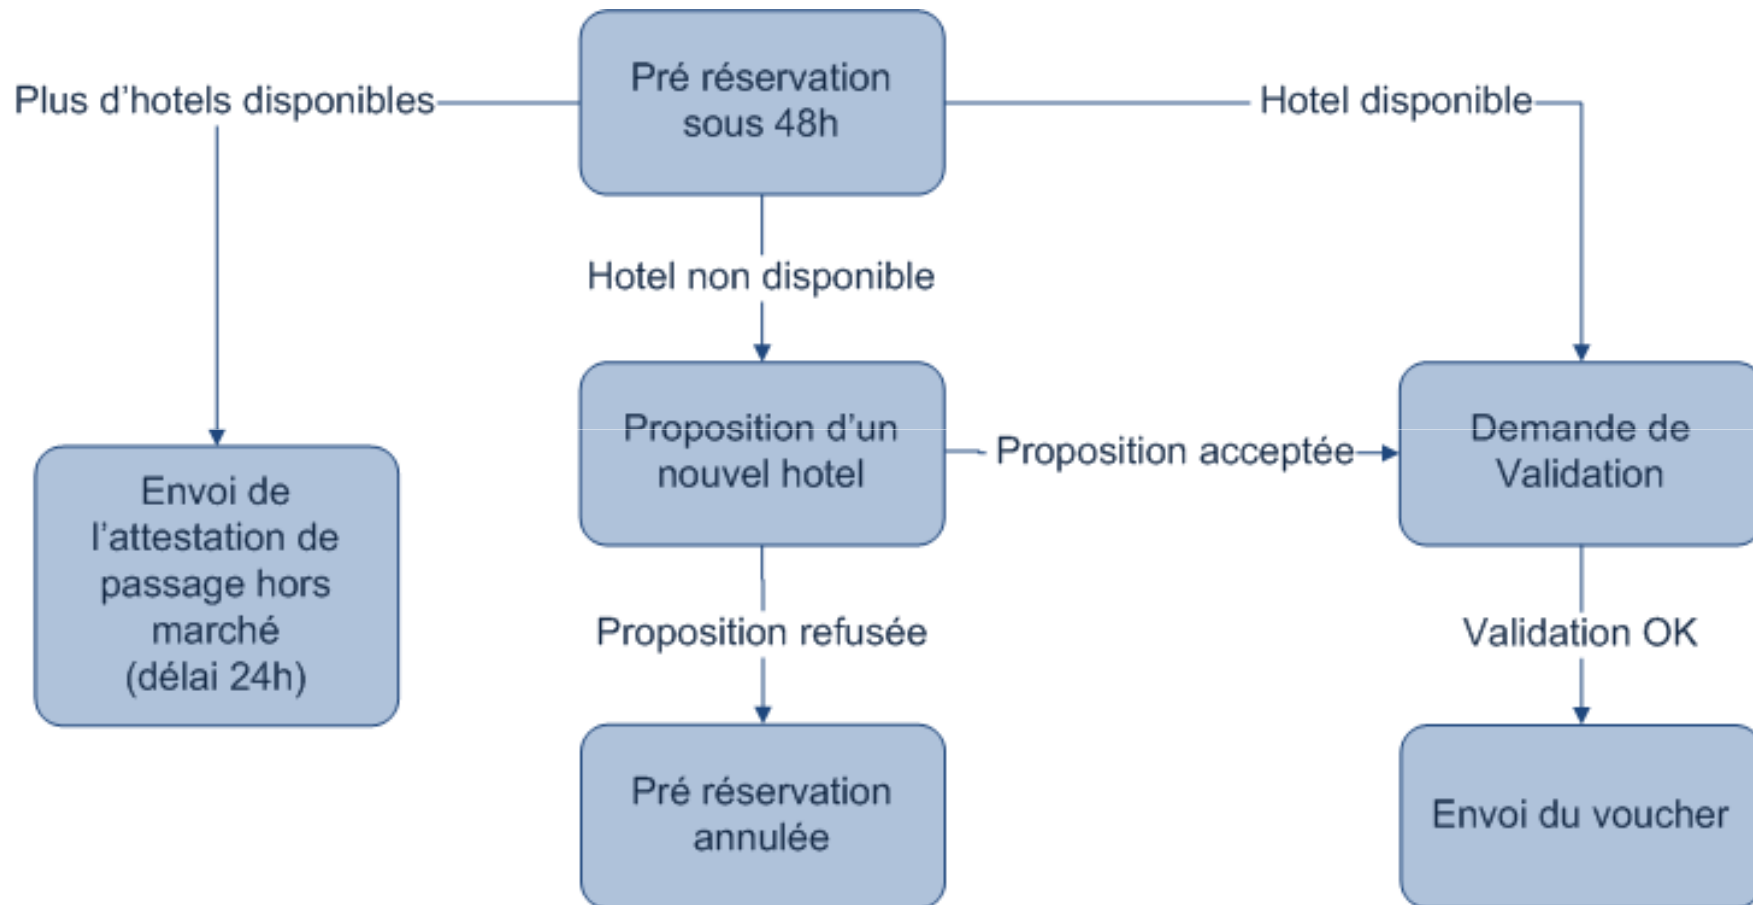 Pré réservation
sous 48h
Plus d’hotels disponibles
Hotel disponible
Hotel non disponible
Proposition d’un
nouvel hotel
Proposition acceptée
Demande de
Validation
Envoi de
l’attestation de
passage hors
marché
(délai 24h)
Proposition refusée
Validation OK
Pré réservation
annulée
Envoi du voucher